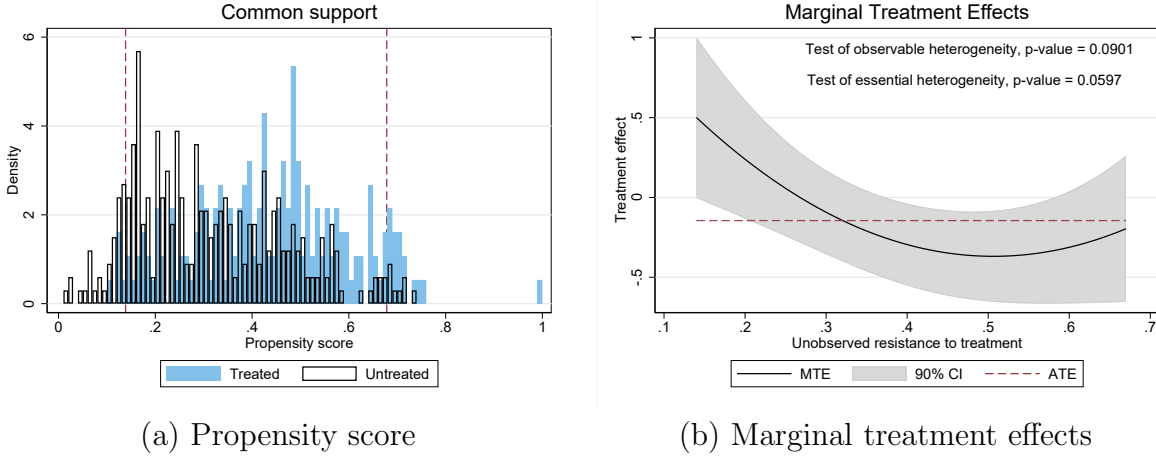 Common support
6
4
2
0
Density
0 .2 .4 .6 .8 1
Propensity score
Treated Untreated
(a) Propensity score
Marginal Treatment Effects
Test of observable heterogeneity, p-value = 0.0901
Test of essential heterogeneity, p-value = 0.0597
1
.5
0
-.5
Treatment effect
.1 .2 .3 .4 .5 .6 .7
Unobserved resistance to treatment
MTE 90% CI ATE
(b) Marginal treatment effects